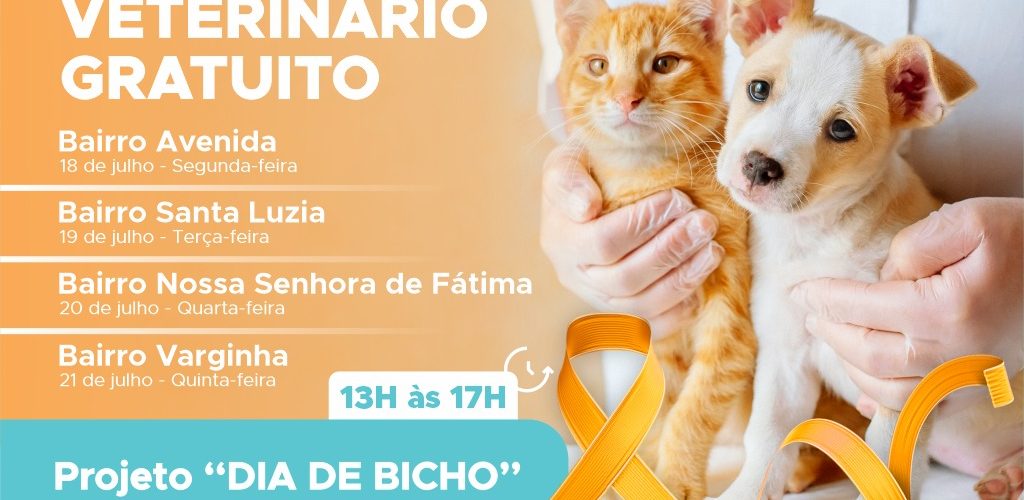 VETERINÁRIO
GRATUITO
Bairro Avenida
18 de julho - Segunda-feira
Bairro Santa Luzia
19 de julho - Terça-feira
Bairro Nossa Senhora de Fátima
20 de julho - Quarta-feira
Bairro Varginha
21 de julho - Quinta-feira
13H às 17H
Projeto “DIA DE BICHO”